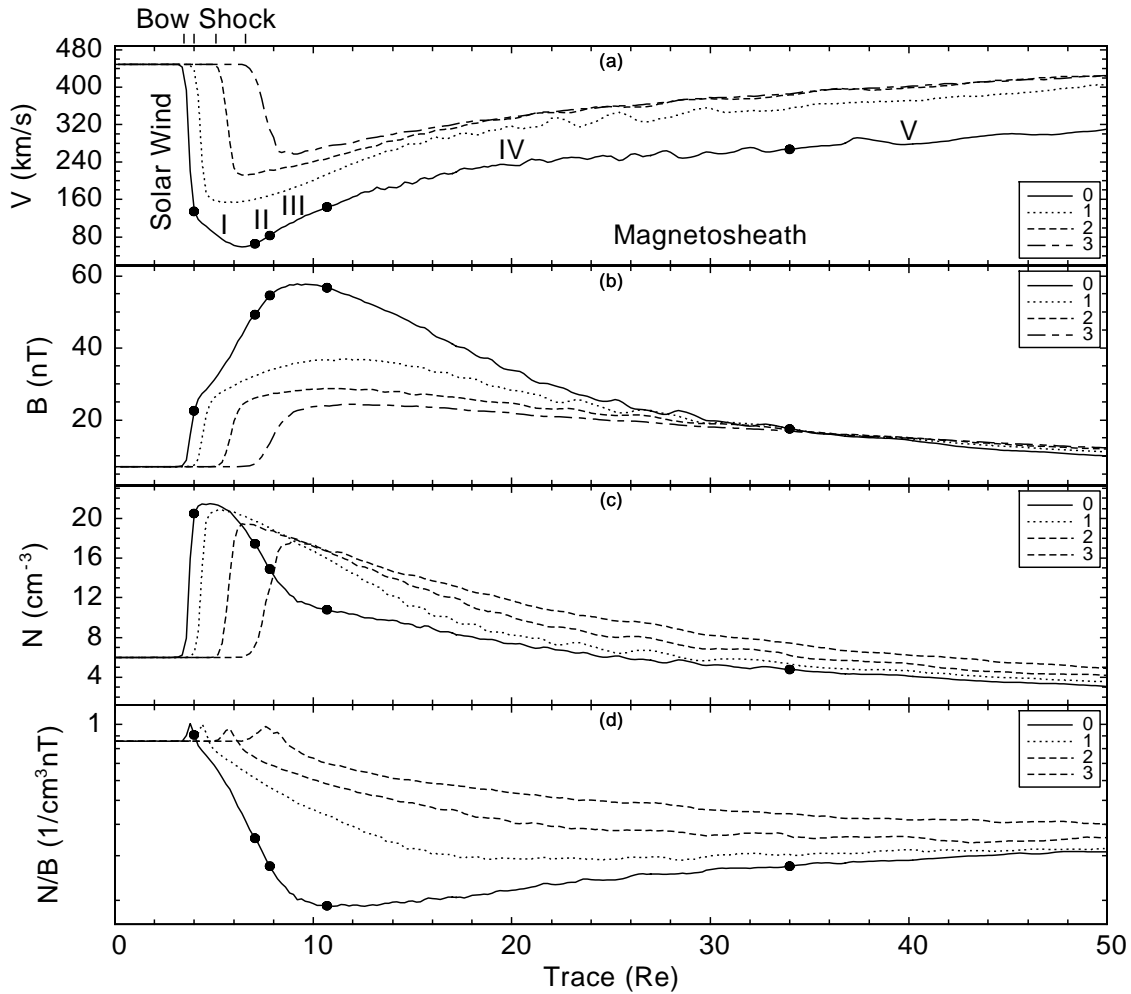 Bow Shock
(a)
V (km/s)
480
400
320
240
160
80
Solar Wind
I
II
III
IV
V
Magnetosheath
0
1
2
3
(b)
B (nT)
60
40
20
0
1
2
3
(c)
N (cm-3)
20
16
12
8
4
0
1
2
3
(d)
N/B (1/cm3nT)
1
0
1
2
3
0
10
20
30
40
50
Trace (Re)